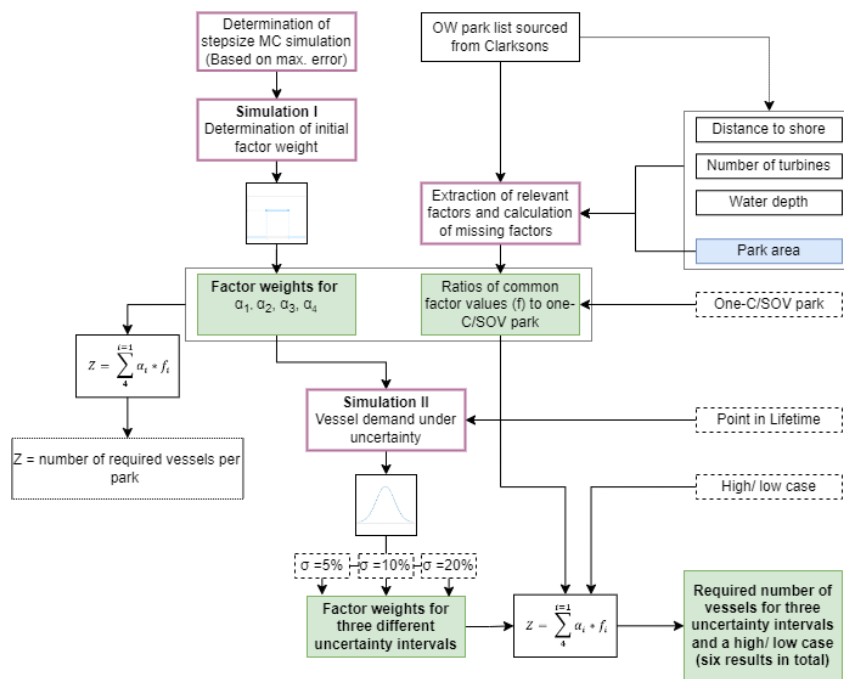 Determination of
stepsize MC simulation
(Based on max. error)
OW park list sourced
from Clarksons
Simulation I
Determination of initial
factor weight
Distance to shore
Number of turbines
Water depth
Park area
Extraction of relevant
factors and calculation
of missing factors
Factor weights for
α₁, α₂, α₃, α₄
Ratios of common
factor values (f) to one-
C/SOV park
One-C/SOV park
i=1
Z = ∑ αᵢ * fᵢ
4
Simulation II
Vessel demand under
uncertainty
Point in Lifetime
Z = number of required vessels per
park
High/ low case
σ =5%
σ =10%
σ =20%
Factor weights for
three different
uncertainty intervals
i=1
Z = ∑ αᵢ * fᵢ
4
Required number of
vessels for three
uncertainty intervals
and a high/ low case
(six results in total)